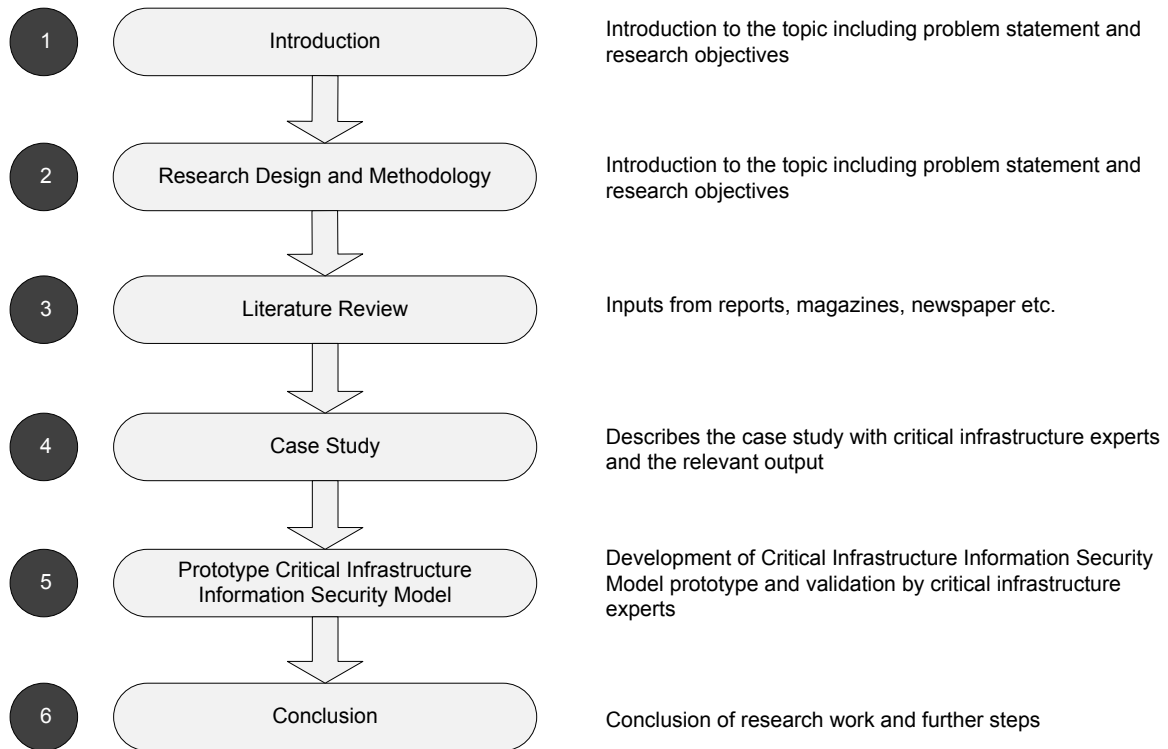 1
Introduction
Introduction to the topic including problem statement and
research objectives
2
Research Design and Methodology
Introduction to the topic including problem statement and
research objectives
3
Literature Review
Inputs from reports, magazines, newspaper etc.
4
Case Study
Describes the case study with critical infrastructure experts
and the relevant output
5
Prototype Critical Infrastructure
Information Security Model
Development of Critical Infrastructure Information Security
Model prototype and validation by critical infrastructure
experts
6
Conclusion
Conclusion of research work and further steps